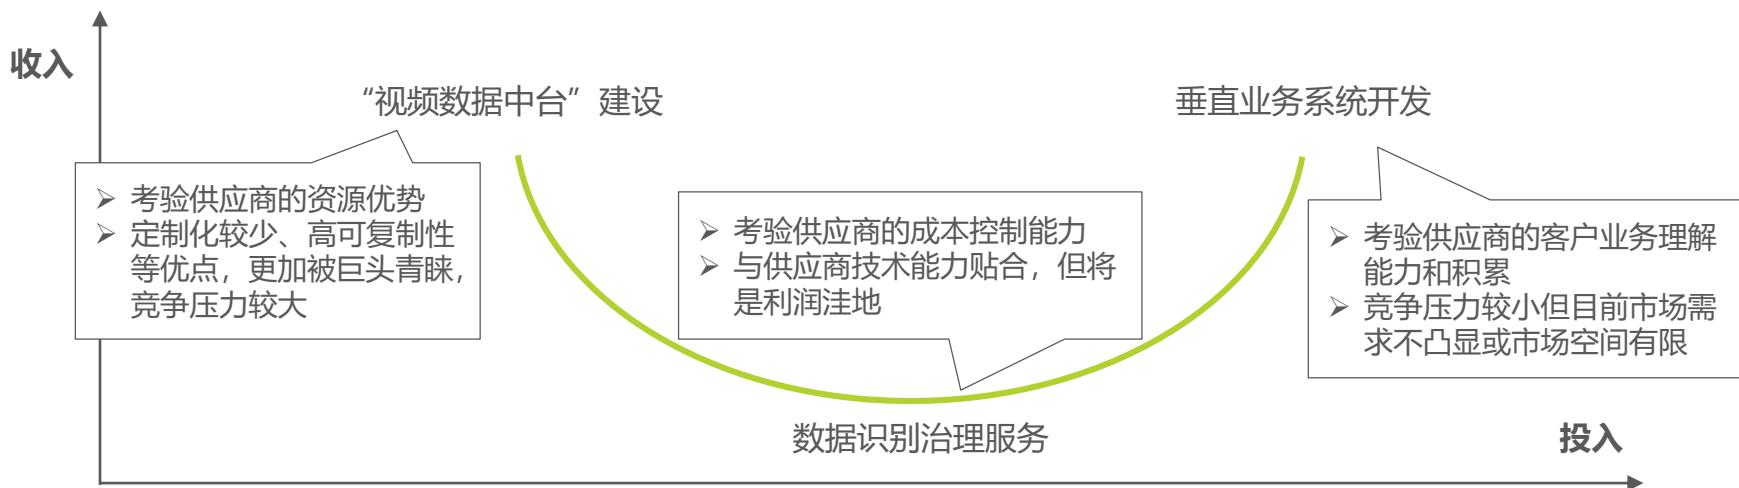 收入
“视频数据中台”建设
垂直业务系统开发
➢ 考验供应商的资源优势
➢ 定制化较少、高可复制性
等优点，更加被巨头青睐，
竞争压力较大
➢ 考验供应商的成本控制能力
➢ 与供应商技术能力贴合，但将
是利润洼地
➢ 考验供应商的客户业务理解
能力和积累
➢ 竞争压力较小但目前市场需
求不凸显或市场空间有限
数据识别治理服务
投入